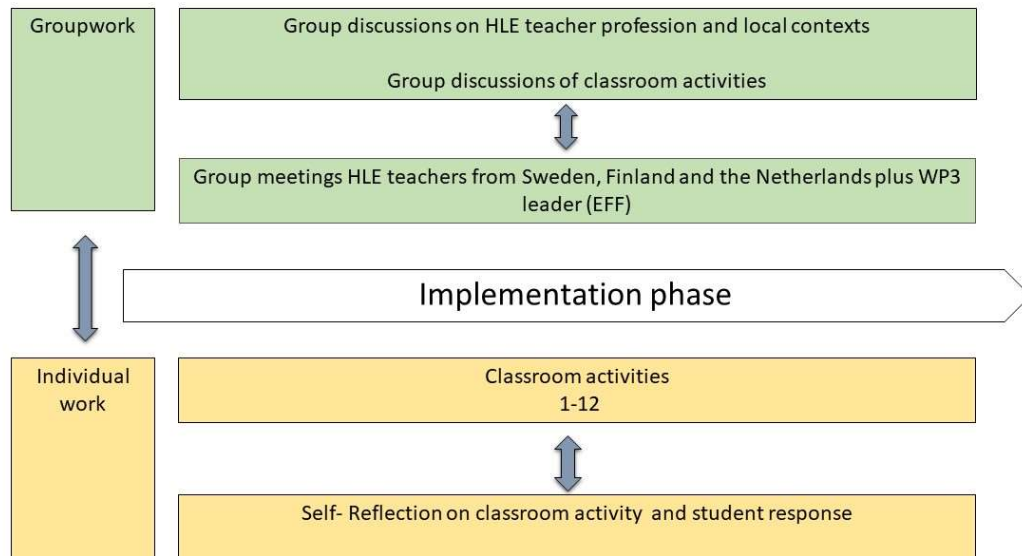 Groupwork
Group discussions on HLE teacher profession and local contexts
Group discussions of classroom activities
Group meetings HLE teachers from Sweden, Finland and the Netherlands plus WP3
leader (EFF)
Implementation phase
Individual
work
Classroom activities
1-12
Self- Reflection on classroom activity and student response